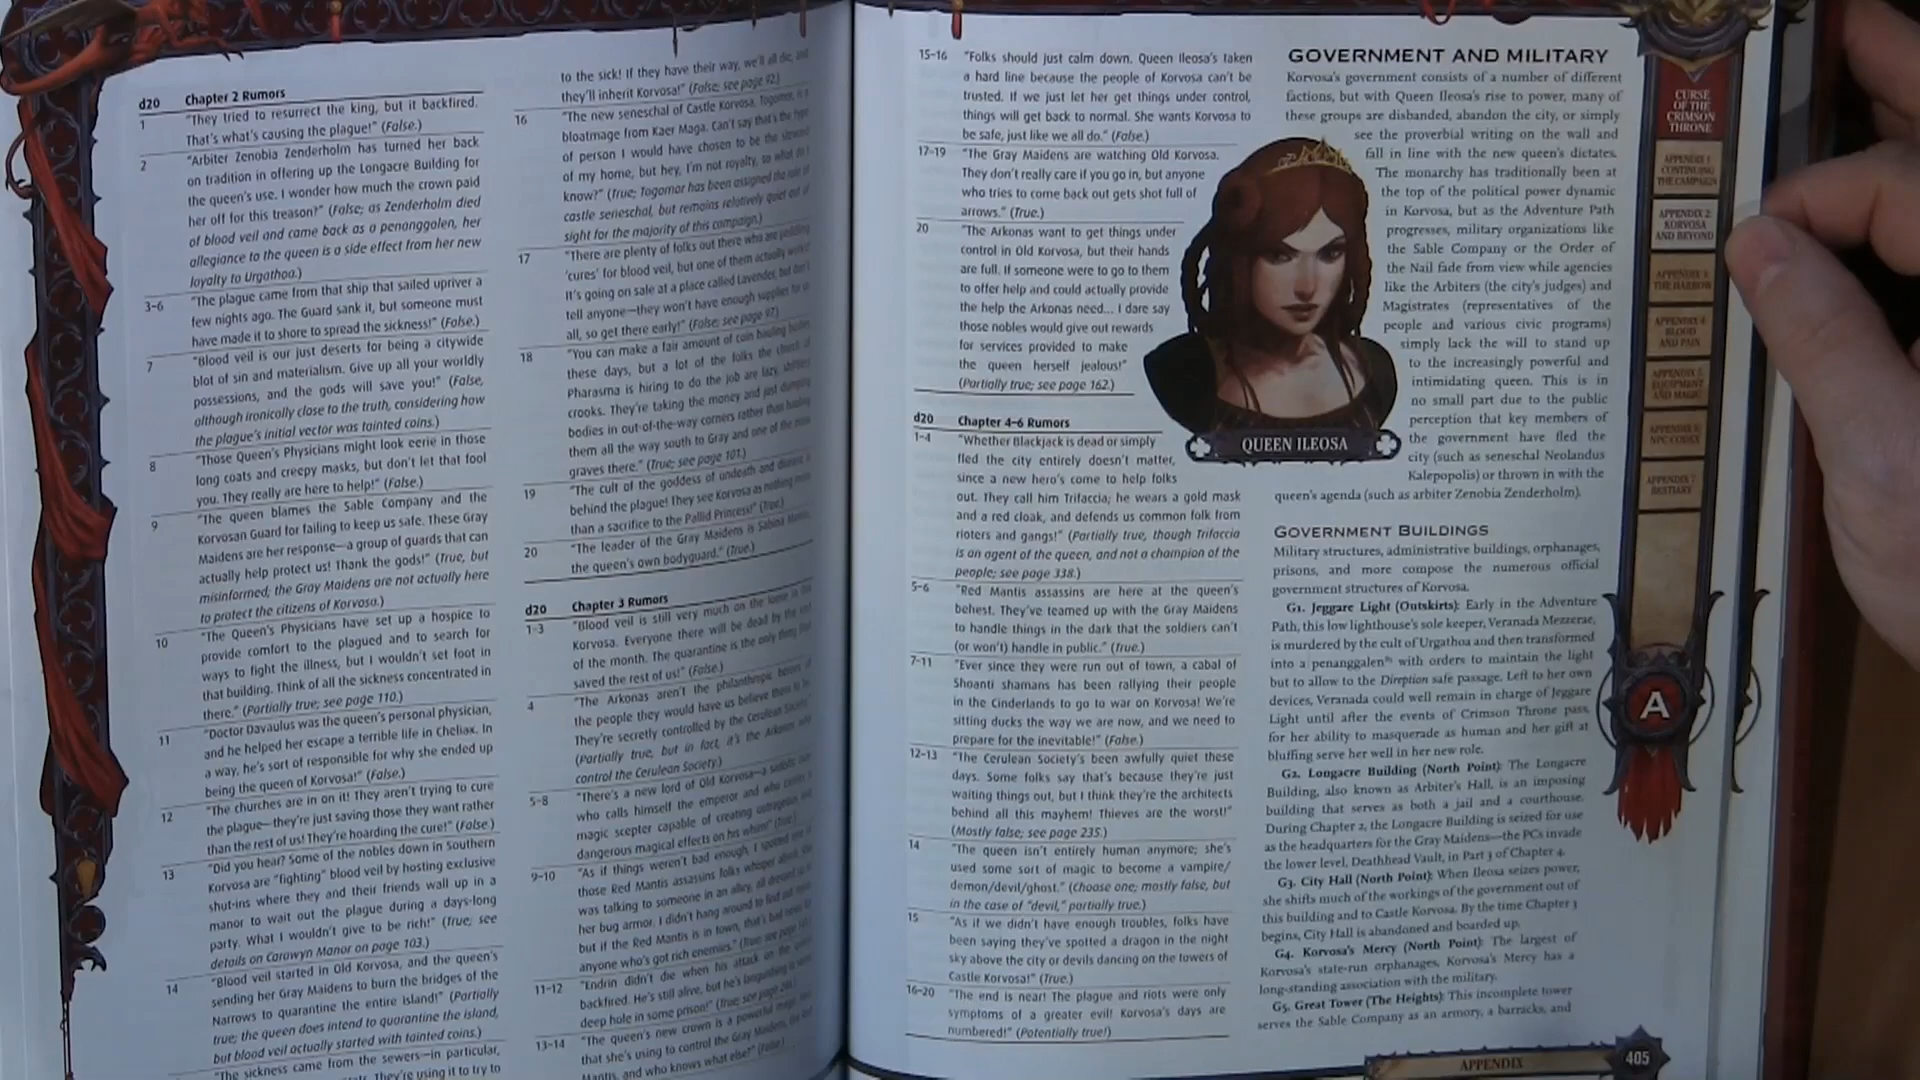 d20 Chapter 2 Rumors
1 "They tried to resurrect the king, but it backfired.
That's what's causing the plague!" (False.)
2 "Arbiter Zenobia Zenderholm has turned her back
on tradition in offering up the Longacre Building for
the queen's use. I wonder how much the crown paid
her off for this treason?" (False; as Zenderholm died
of blood veil and came back as a penanggalen, her
allegiance to the queen is a side effect from her new
loyalty to Urgathoa.)
3–6 "The plague came from that ship that sailed upriver a
few nights ago. The Guard sank it, but someone must
have made it to shore to spread the sickness!" (False.)
7 "Blood veil is our just deserts for being a citywide
blot of sin and materialism. Give up all your worldly
possessions, and the gods will save you!" (False,
although ironically close to the truth, considering how
the plague's initial vector was tainted coins.)
8 "Those Queen's Physicians might look eerie in those
long coats and creepy masks, but don't let that fool
you. They really are here to help!" (False.)
9 "The queen blames the Sable Company and the
Korvosan Guard for failing to keep us safe. These Gray
Maidens are her response—a group of guards that can
actually help protect us! Thank the gods!" (True, but
misinformed; the Gray Maidens are not actually here
to protect the citizens of Korvosa.)
10 "The Queen's Physicians have set up a hospice to
provide comfort to the plagued and to search for
ways to fight the illness, but I wouldn't set foot in
that building. Think of all the sickness concentrated in
there." (Partially true; see page 110.)
11 "Doctor Davaulus was the queen's personal physician,
and he helped her escape a terrible life in Cheliax. In
a way, he's sort of responsible for why she ended up
being the queen of Korvosa!" (False.)
12 "The churches are in on it! They aren't trying to cure
the plague—they're just saving those they want rather
than the rest of us! They're hoarding the cure!" (False.)
13 "Did you hear? Some of the nobles down in Southern
Korvosa are "fighting" blood veil by hosting exclusive
shut-ins where they and their friends wall up in a
manor to wait out the plague during a days-long
party. What I wouldn't give to be rich!" (True; see
details on Carowyn Manor on page 103.)
14 "Blood veil started in Old Korvosa, and the queen's
sending her Gray Maidens to burn the bridges of the
Narrows to quarantine the entire island!" (Partially
true; the queen does intend to quarantine the island,
but blood veil actually started with tainted coins.)
"The sickness came from the sewers—in particular,
They're using it to try to
to the sick! If they have their way, we'll all die, and
they'll inherit Korvosa!" (False; see page 92.)
16 "The new seneschal of Castle Korvosa, Togomor, is a
bloatmage from Kaer Maga. Can't say that's the type
of person I would have chosen to be the steward
of my home, but hey, I'm not royalty, so what do I
know?" (True; Togomor has been assigned the role of
castle seneschal, but remains relatively quiet out of
sight for the majority of this campaign.)
17 "There are plenty of folks out there who are peddling
'cures' for blood veil, but one of them actually works!
It's going on sale at a place called Lavender, but don't
tell anyone—they won't have enough supplies for us
all, so get there early!" (False; see page 97.)
18 "You can make a fair amount of coin hauling bodies
these days, but a lot of the folks the church of
Pharasma is hiring to do the job are lazy, shiftless
crooks. They're taking the money and just dumping
bodies in out-of-the-way corners rather than hauling
them all the way south to Gray and one of the mass
graves there." (True; see page 101.)
19 "The cult of the goddess of undeath and disease is
behind the plague! They see Korvosa as nothing more
than a sacrifice to the Pallid Princess!" (True.)
20 "The leader of the Gray Maidens is Sabina Merrin,
the queen's own bodyguard." (True.)
d20 Chapter 3 Rumors
1–3 "Blood veil is still very much on the loose in Old
Korvosa. Everyone there will be dead by the end
of the month. The quarantine is the only thing that
saved the rest of us!" (False.)
4 "The Arkonas aren't the philanthropic heroes of
the people they would have us believe them to be.
They're secretly controlled by the Cerulean Society."
(Partially true, but in fact, it's the Arkonas who
control the Cerulean Society.)
5–8 "There's a new lord of Old Korvosa—a sadistic man
who calls himself the emperor and who carries a
magic scepter capable of creating outrageous and
dangerous magical effects on his whim!" (True.)
9–10 "As if things weren't bad enough, I spotted one of
those Red Mantis assassins folks whisper about. She
was talking to someone in an alley, all dressed up in
her bug armor. I didn't hang around to find out more,
but if the Red Mantis is in town, that's bad news for
anyone who's got rich enemies." (True; see page
11–12 "Endrin didn't die when his attack on the queen
backfired. He's still alive, but he's languishing in some
deep hole in some prison!" (True; see page
13–14 "The queen's new crown is a powerful magic item
that she's using to control the Gray Maidens, the Red
Mantis, and who knows what else?" (False.)
15–16 "Folks should just calm down. Queen Ileosa's taken
a hard line because the people of Korvosa can't be
trusted. If we just let her get things under control,
things will get back to normal. She wants Korvosa to
be safe, just like we all do." (False.)
17–19 "The Gray Maidens are watching Old Korvosa.
They don't really care if you go in, but anyone
who tries to come back out gets shot full of
arrows." (True.)
20 "The Arkonas want to get things under
control in Old Korvosa, but their hands
are full. If someone were to go to them
to offer help and could actually provide
the help the Arkonas need... I dare say
those nobles would give out rewards
for services provided to make
the queen herself jealous!"
(Partially true; see page 162.)
d20 Chapter 4–6 Rumors
1–4 "Whether Blackjack is dead or simply
fled the city entirely doesn't matter,
since a new hero's come to help folks
out. They call him Trifaccia; he wears a gold mask
and a red cloak, and defends us common folk from
rioters and gangs!" (Partially true, though Trifaccia
is an agent of the queen, and not a champion of the
people; see page 338.)
5–6 "Red Mantis assassins are here at the queen's
behest. They've teamed up with the Gray Maidens
to handle things in the dark that the soldiers can't
(or won't) handle in public." (True.)
7–11 "Ever since they were run out of town, a cabal of
Shoanti shamans has been rallying their people
in the Cinderlands to go to war on Korvosa! We're
sitting ducks the way we are now, and we need to
prepare for the inevitable!" (False.)
12–13 "The Cerulean Society's been awfully quiet these
days. Some folks say that's because they're just
waiting things out, but I think they're the architects
behind all this mayhem! Thieves are the worst!"
(Mostly false; see page 235.)
14 "The queen isn't entirely human anymore; she's
used some sort of magic to become a vampire/
demon/devil/ghost." (Choose one; mostly false, but
in the case of "devil," partially true.)
15 "As if we didn't have enough troubles, folks have
been saying they've spotted a dragon in the night
sky above the city or devils dancing on the towers of
Castle Korvosa!" (True.)
16–20 "The end is near! The plague and riots were only
symptoms of a greater evil! Korvosa's days are
numbered!" (Potentially true!)
QUEEN ILEOSA
GOVERNMENT AND MILITARY
Korvosa's government consists of a number of different
factions, but with Queen Ileosa's rise to power, many of
these groups are disbanded, abandon the city, or simply
see the proverbial writing on the wall and
fall in line with the new queen's dictates.
The monarchy has traditionally been at
the top of the political power dynamic
in Korvosa, but as the Adventure Path
progresses, military organizations like
the Sable Company or the Order of
the Nail fade from view while agencies
like the Arbiters (the city's judges) and
Magistrates (representatives of the
people and various civic programs)
simply lack the will to stand up
to the increasingly powerful and
intimidating queen. This is in
no small part due to the public
perception that key members of
the government have fled the
city (such as seneschal Neolandus
Kalepopolis) or thrown in with the
queen's agenda (such as arbiter Zenobia Zenderholm).
GOVERNMENT BUILDINGS
Military structures, administrative buildings, orphanages,
prisons, and more compose the numerous official
government structures of Korvosa.
G1. Jeggare Light (Outskirts): Early in the Adventure
Path, this low lighthouse's sole keeper, Veranada Mezzerae,
is murdered by the cult of Urgathoa and then transformed
into a penanggalen with orders to maintain the light
but to allow the Direption safe passage. Left to her own
devices, Veranada could well remain in charge of Jeggare
Light until after the events of Crimson Throne pass,
for her ability to masquerade as human and her gift at
bluffing serve her well in her new role.
G2. Longacre Building (North Point): The Longacre
Building, also known as Arbiter's Hall, is an imposing
building that serves as both a jail and a courthouse.
During Chapter 2, the Longacre Building is seized for use
as the headquarters for the Gray Maidens—the PCs invade
the lower level, Deathhead Vault, in Part 3 of Chapter 4.
G3. City Hall (North Point): When Ileosa seizes power,
she shifts much of the workings of the government out of
this building and to Castle Korvosa. By the time Chapter 3
begins, City Hall is abandoned and boarded up.
G4. Korvosa's Mercy (North Point): The largest of
Korvosa's state-run orphanages, Korvosa's Mercy has a
long-standing association with the military.
G5. Great Tower (The Heights): This incomplete tower
serves the Sable Company as an armory, a barracks, and
CURSE
OF THE
CRIMSON
THRONE
APPENDIX 1:
CONTINUING
THE CAMPAIGN
APPENDIX 2:
KORVOSA
AND BEYOND
APPENDIX 3:
THE HARROW
APPENDIX 4:
BLOOD
AND PAIN
APPENDIX 5:
EQUIPMENT
AND MAGIC
APPENDIX 6:
NPC CODEX
APPENDIX 7:
BESTIARY
A
APPENDIX
405